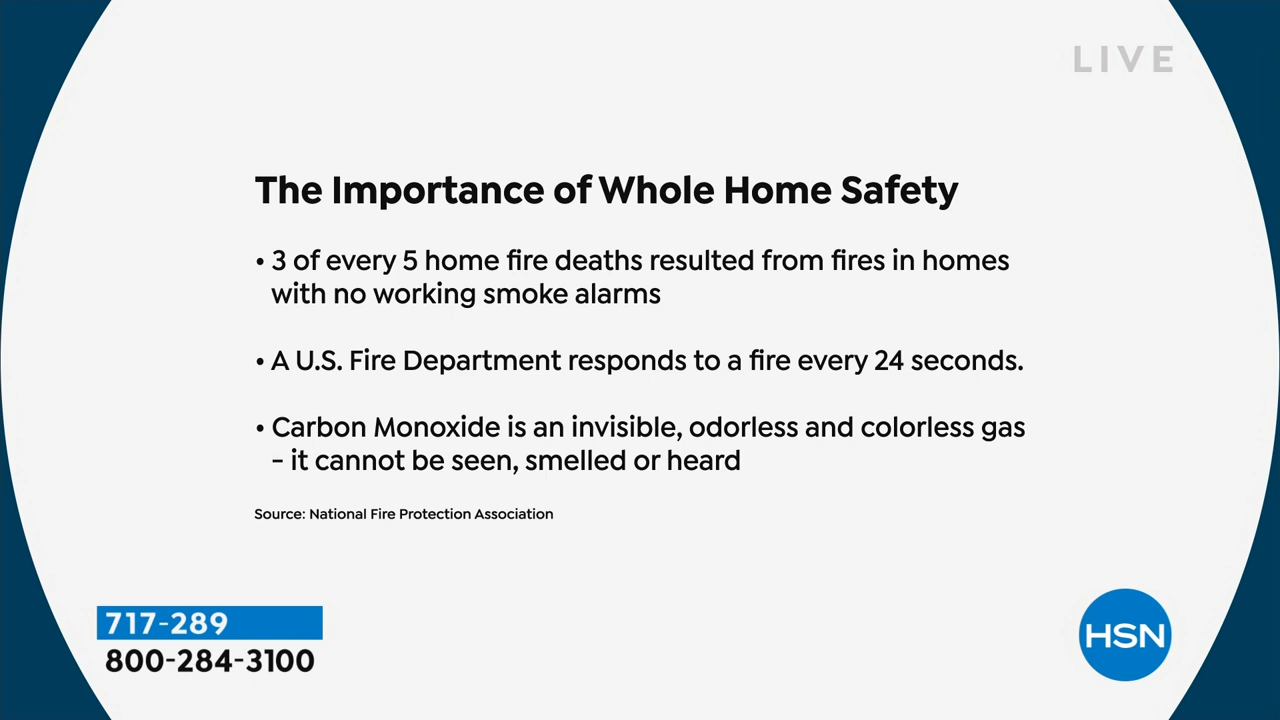 LIVE
The Importance of Whole Home Safety
• 3 of every 5 home fire deaths resulted from fires in homes
with no working smoke alarms
• A U.S. Fire Department responds to a fire every 24 seconds.
• Carbon Monoxide is an invisible, odorless and colorless gas
- it cannot be seen, smelled or heard
Source: National Fire Protection Association
717-289
800-284-3100
HSN